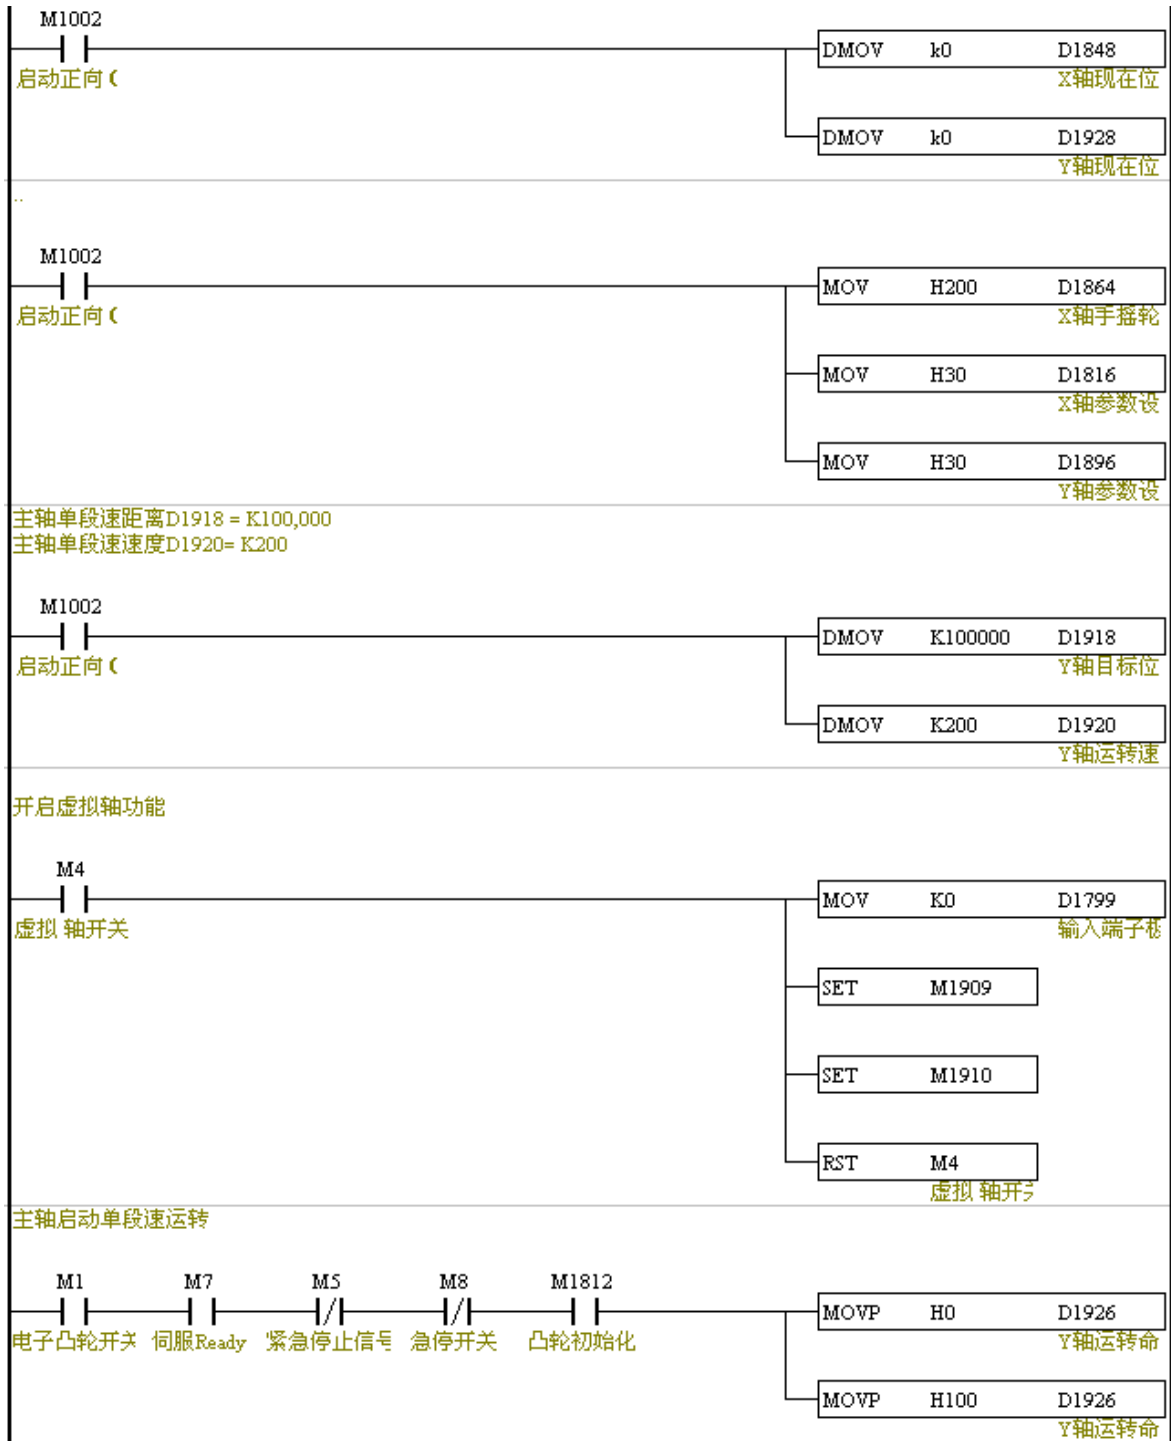 M1002
DMOV k0 D1848
启动正向(
X轴现在位
DMOV k0 D1928
Y轴现在位
..
M1002
MOV H200 D1864
启动正向(
X轴手摇轮
MOV H30 D1816
X轴参数设
MOV H30 D1896
Y轴参数设
主轴单段速距离D1918 = K100,000
主轴单段速速度D1920= K200
M1002
DMOV K100000 D1918
启动正向(
Y轴目标位
DMOV K200 D1920
Y轴运转速
开启虚拟轴功能
M4
MOV K0 D1799
虚拟 轴开关
输入端子
SET M1909
SET M1910
RST M4
虚拟 轴开
主轴启动单段速运转
M1 M7 M5 M8 M1812
MOVP H0 D1926
电子凸轮开关 伺服Ready 紧急停止信号 急停开关 凸轮初始化
Y轴运转命
MOVP H100 D1926
Y轴运转命